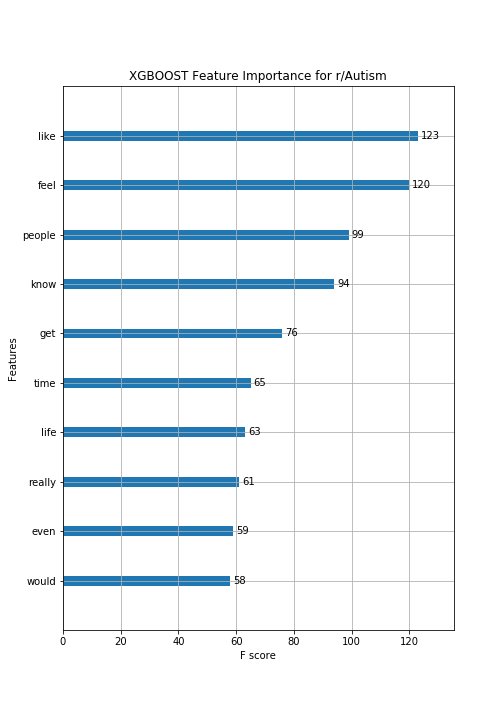 XGBOOST Feature Importance for r/Autism
like 123
feel 120
people 99
know 94
get 76
time 65
life 63
really 61
even 59
would 58
Features
0 20 40 60 80 100 120
F score